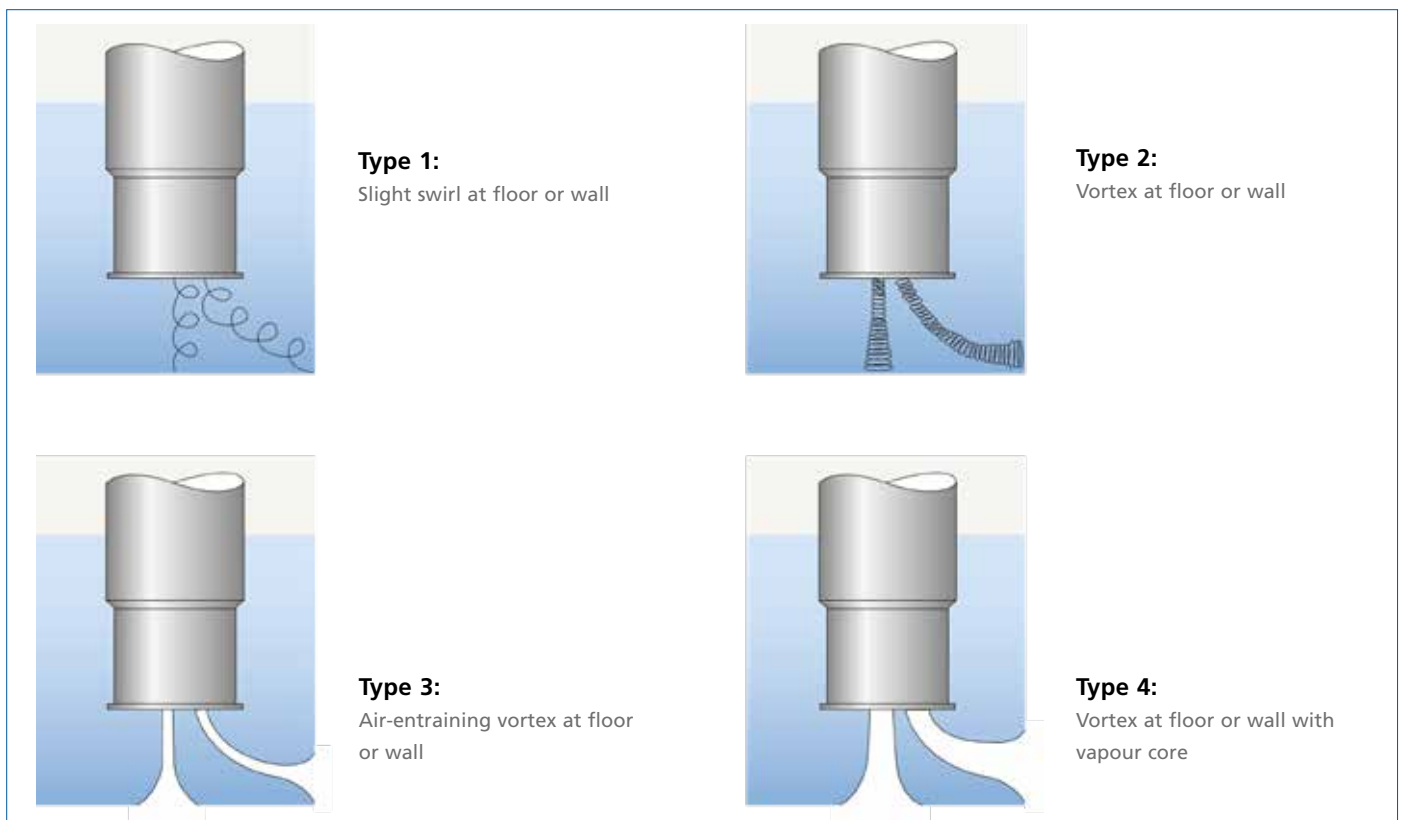 Type 1:
Slight swirl at floor or wall
Type 2:
Vortex at floor or wall
Type 3:
Air-entraining vortex at floor
or wall
Type 4:
Vortex at floor or wall with
vapour core